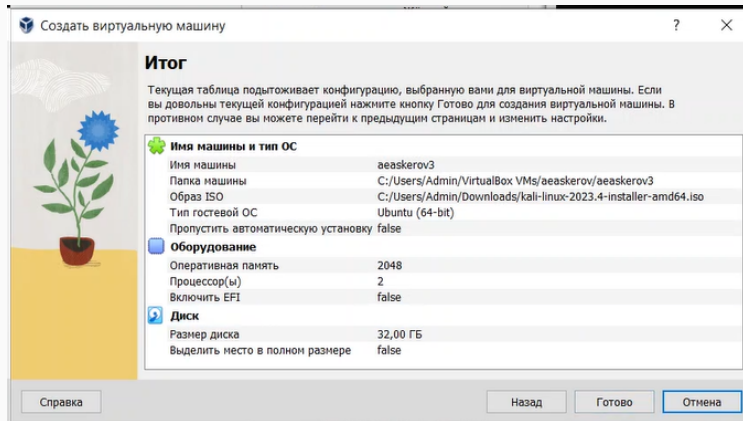 Создать виртуальную машину
?
Итог
Текущая таблица подытоживает конфигурацию, выбранную вами для виртуальной машины. Если
вы довольны текущей конфигурацией нажмите кнопку Готово для создания виртуальной машины. В
противном случае вы можете перейти к предыдущим страницам и изменить настройки.
Имя машины и тип ОС
Имя машины aeaskerov3
Папка машины C:/Users/Admin/VirtualBox VMs/aeaskerov/aeaskerov3
Образ ISO C:/Users/Admin/Downloads/kali-linux-2023.4-installer-amd64.iso
Тип гостевой ОС Ubuntu (64-bit)
Пропустить автоматическую установку false
Оборудование
Оперативная память 2048
Процессор(ы) 2
Включить EFI false
Диск
Размер диска 32,00 ГБ
Выделить место в полном размере false
Справка Назад Готово Отмена